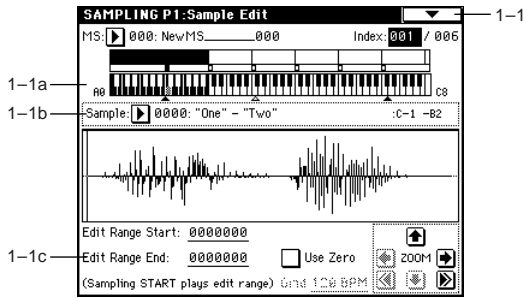 SAMPLING P1:Sample Edit
1-1
MS: 000: NewMS______000 Index: 001 / 006
1-1a
A0 C8
1-1b
Sample: 0000: "One" - "Two" :C-1 -B2
Edit Range Start: 0000000
1-1c
Edit Range End: 0000000 Use Zero ZOOM
(Sampling START plays edit range) Grid 120 BPM